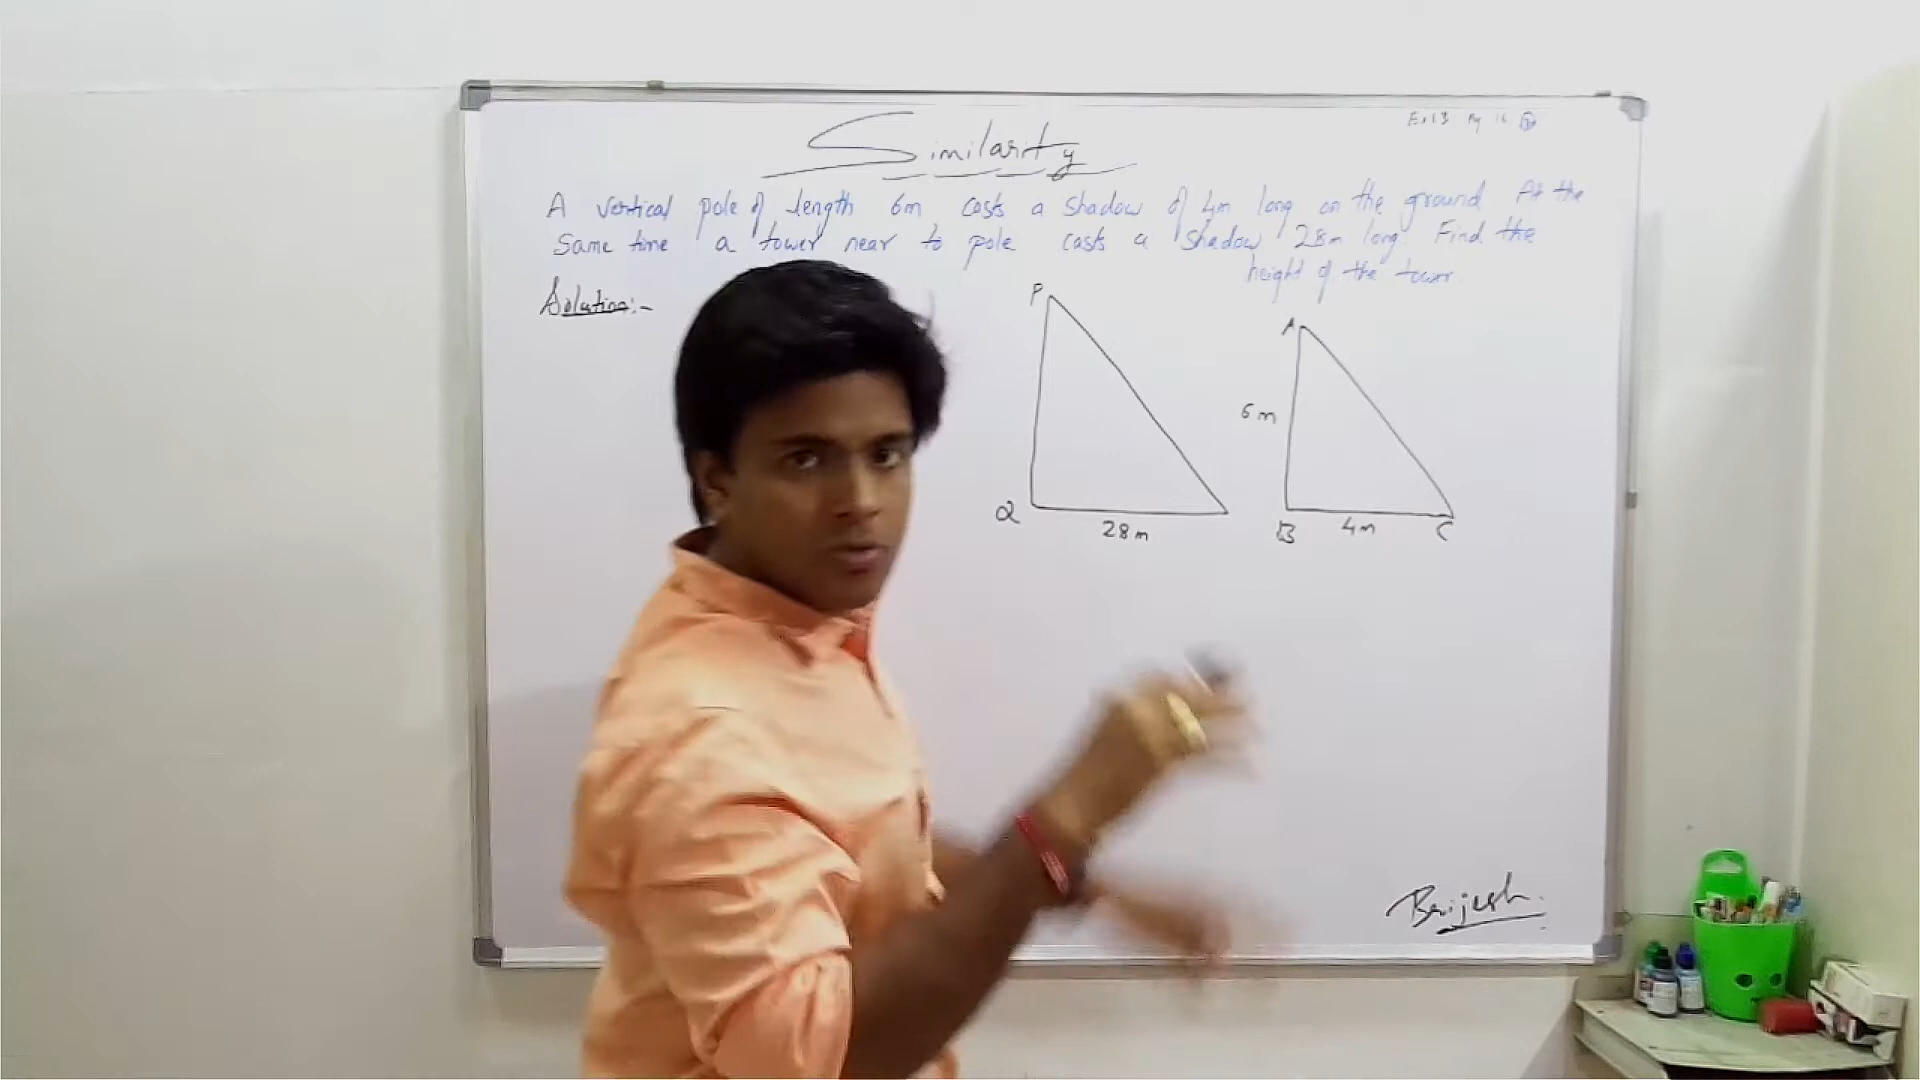 Similarity
A vertical pole of length 6m casts a shadow of 4m long on the ground At the
Same time a tower near to pole casts a shadow 28m long. Find the
height of the tower.
Solution:-
P
A
6m
Q
28m
B
4m
C
Brijesh.